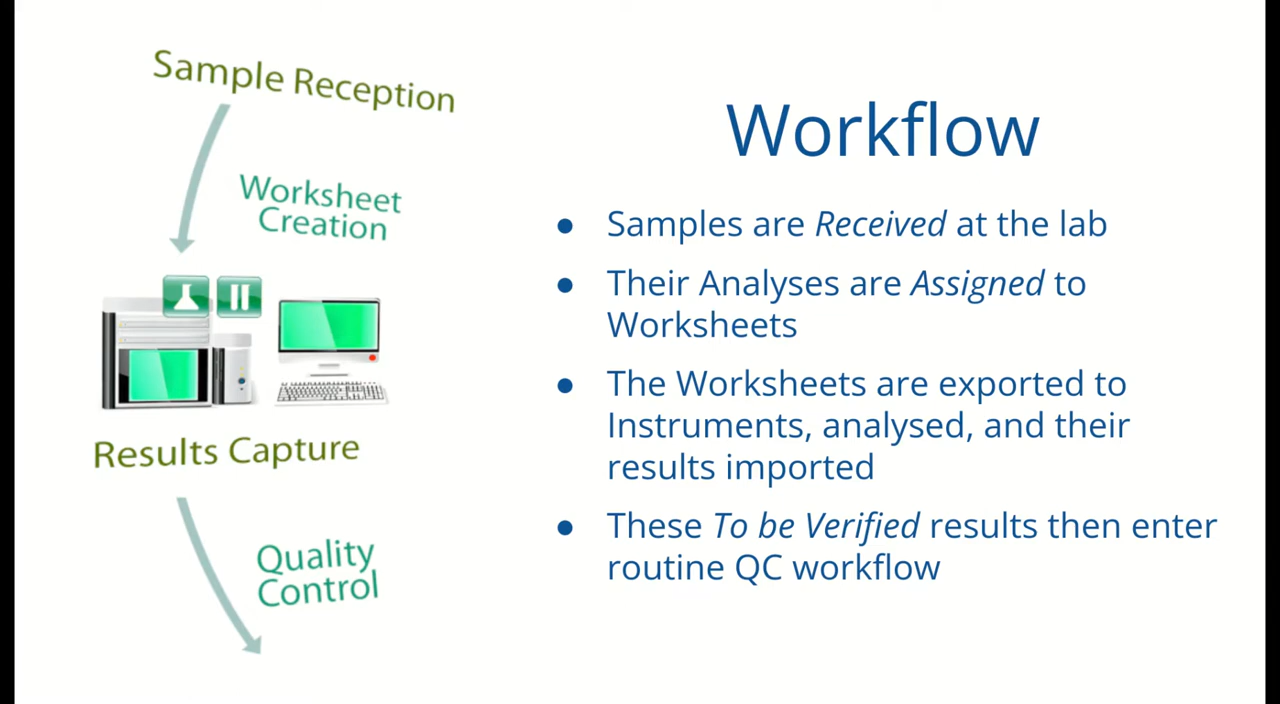 Sample Reception
Worksheet
Creation
Results Capture
Quality
Control
Workflow
● Samples are Received at the lab
● Their Analyses are Assigned to
Worksheets
● The Worksheets are exported to
Instruments, analysed, and their
results imported
● These To be Verified results then enter
routine QC workflow